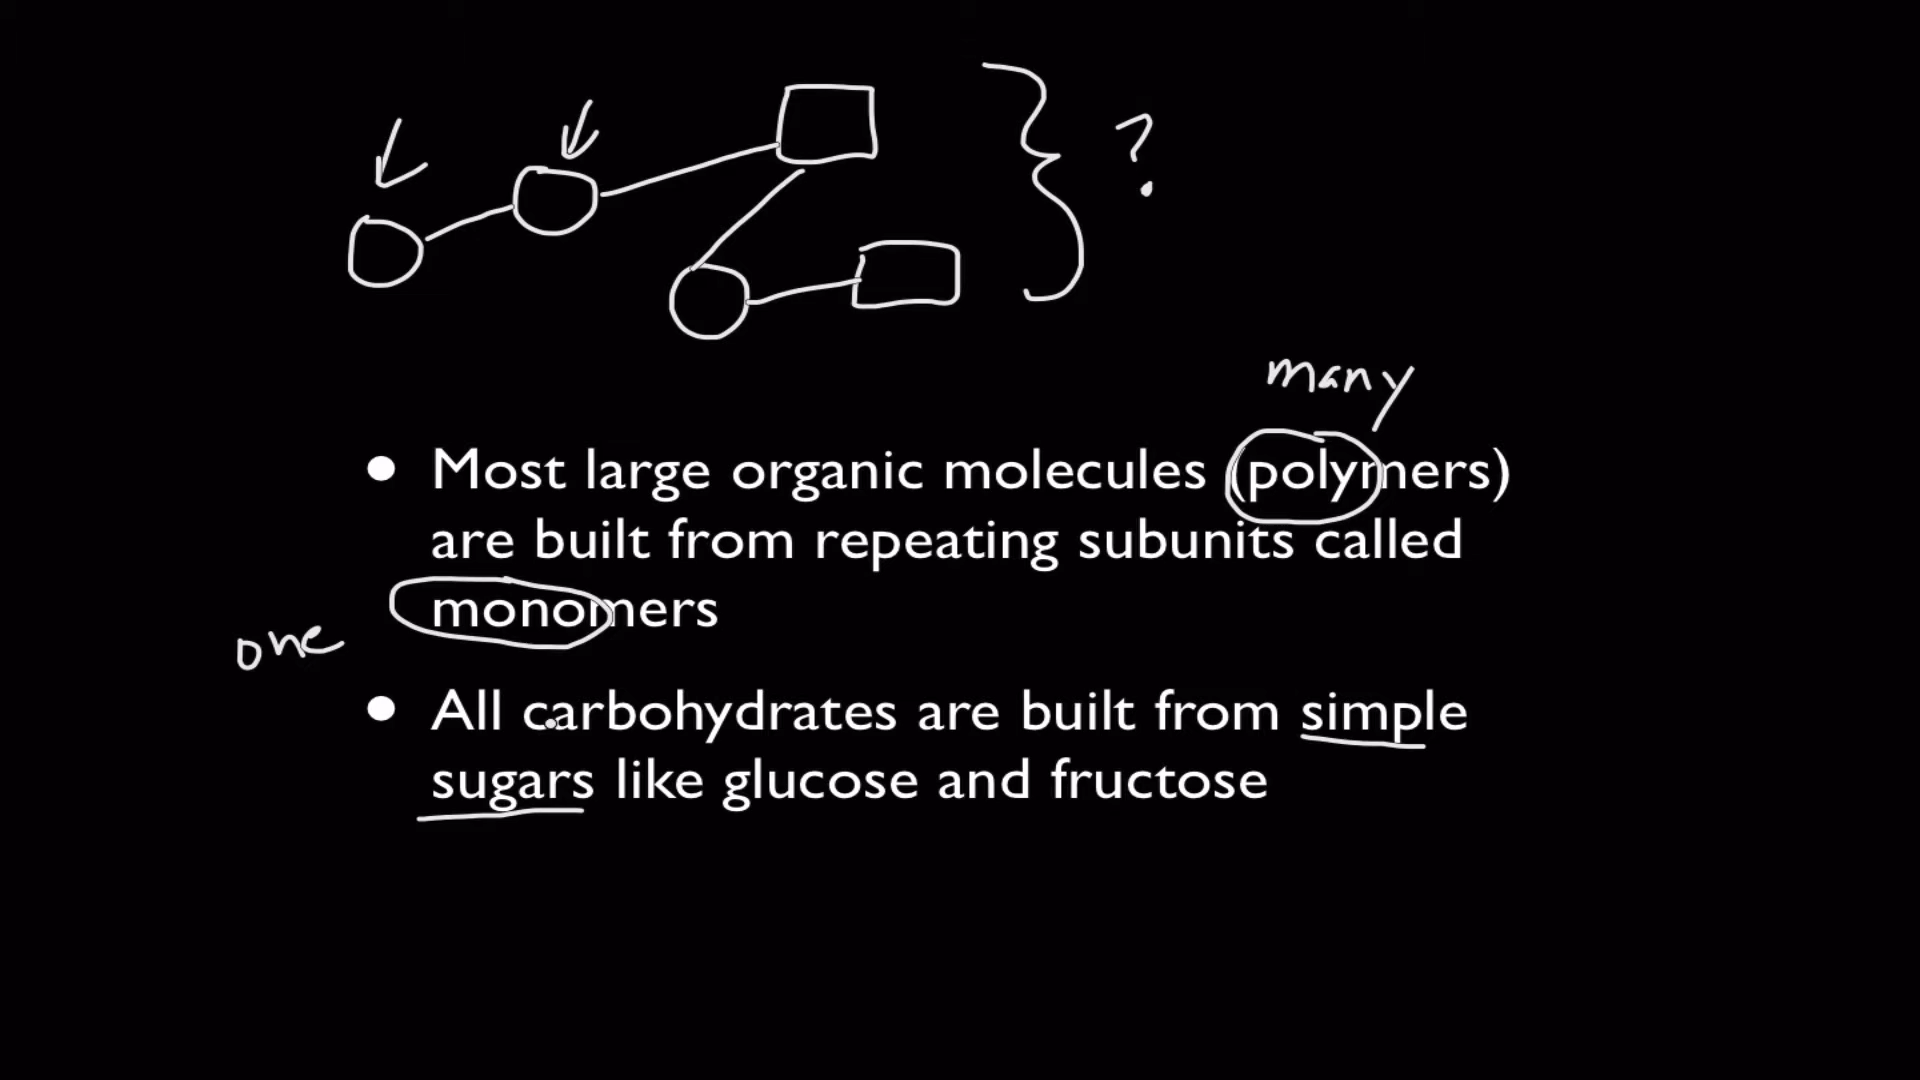 ?
many
• Most large organic molecules (polymers)
are built from repeating subunits called
monomers
one
• All carbohydrates are built from simple
sugars like glucose and fructose